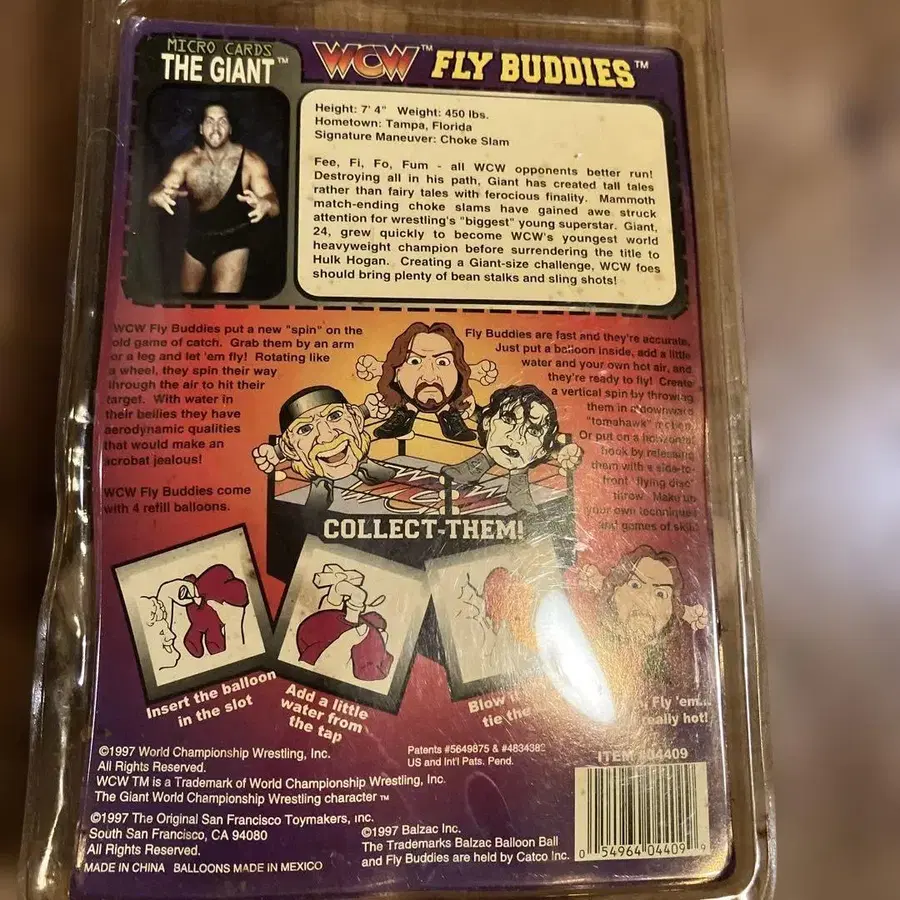 MICRO CARDS
THE GIANT™
WCW™ FLY BUDDIES™
Height: 7' 4" Weight: 450 lbs.
Hometown: Tampa, Florida
Signature Maneuver: Choke Slam
Fee, Fi, Fo, Fum - all WCW opponents better run!
Destroying all in his path, Giant has created tall tales
rather than fairy tales with ferocious finality. Mammoth
match-ending choke slams have gained awe struck
attention for wrestling's "biggest" young superstar. Giant,
24, grew quickly to become WCW's youngest world
heavyweight champion before surrendering the title to
Hulk Hogan. Creating a Giant-size challenge, WCW foes
should bring plenty of bean stalks and sling shots!
WCW Fly Buddies put a new "spin" on the
old game of catch. Grab them by an arm
or a leg and let 'em fly! Rotating like
a wheel, they spin their way
through the air to hit their
target. With water in
their bellies they have
aerodynamic qualities
that would make an
acrobat jealous!
WCW Fly Buddies come
with 4 refill balloons.
Fly Buddies are fast and they're accurate.
Just put a balloon inside, add a little
water and your own hot air, and
they're ready to fly! Create
a vertical spin by throwing
them in a downward
"tomahawk" motion.
Or put on a horizontal
hook by releasing
them with a side-to-
front "flying disc"
throw. Make up
your own techniques
and games of skill!
COLLECT-THEM!
Insert the balloon
in the slot
Add a little
water from
the tap
Blow
tie the
Fly 'em
really hot!
©1997 World Championship Wrestling, Inc.
All Rights Reserved.
WCW TM is a Trademark of World Championship Wrestling, Inc.
The Giant World Championship Wrestling character ™
©1997 The Original San Francisco Toymakers, Inc.
South San Francisco, CA 94080
All Rights Reserved.
MADE IN CHINA BALLOONS MADE IN MEXICO
Patents #5649875 & #4834382
US and Int'l Pats. Pend.
©1997 Balzac Inc.
The Trademarks Balzac Balloon Ball
and Fly Buddies are held by Catco Inc.
ITEM #04409
0 54964 04409 9